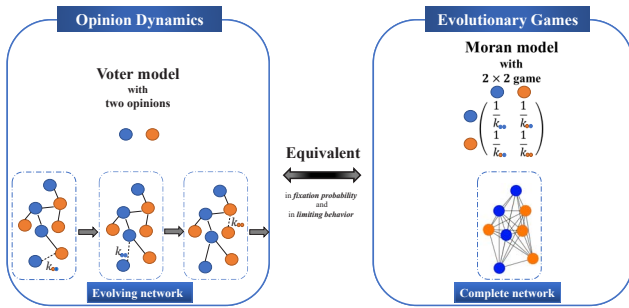 Opinion Dynamics
Voter model
with
two opinions
k
k
k
Evolving network
Equivalent
in fixation probability
and
in limiting behavior
Evolutionary Games
Moran model
with
2 × 2 game
1 1
k k
1 1
k k
Complete network